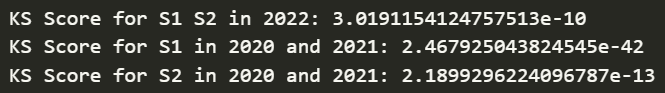 KS Score for S1 S2 in 2022: 3.0191154124757513e-10
KS Score for S1 in 2020 and 2021: 2.467925043824545e-42
KS Score for S2 in 2020 and 2021: 2.1899296224096787e-13